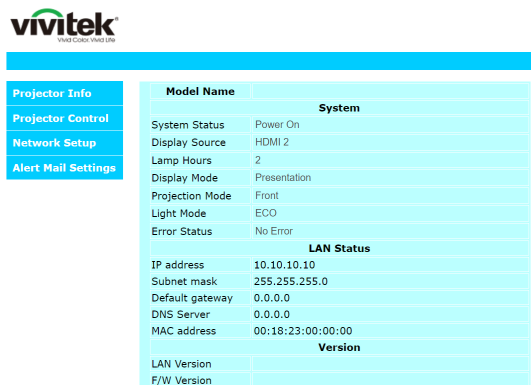 vivitek®
Vivid Color, Vivid Life
Projector Info
Projector Control
Network Setup
Alert Mail Settings
Model Name
System
System Status Power On
Display Source HDMI 2
Lamp Hours 2
Display Mode Presentation
Projection Mode Front
Light Mode ECO
Error Status No Error
LAN Status
IP address 10.10.10.10
Subnet mask 255.255.255.0
Default gateway 0.0.0.0
DNS Server 0.0.0.0
MAC address 00:18:23:00:00:00
Version
LAN Version
F/W Version